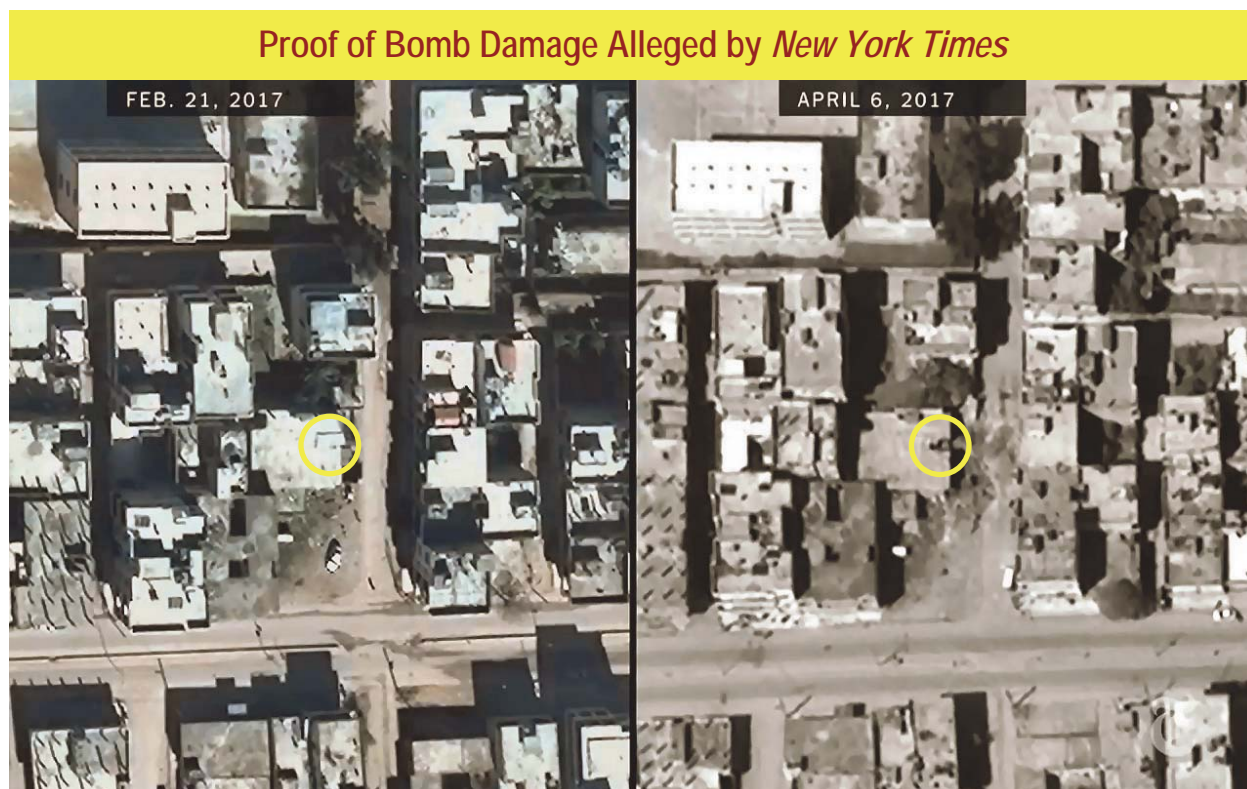 Proof of Bomb Damage Alleged by New York Times
FEB. 21, 2017
APRIL 6, 2017